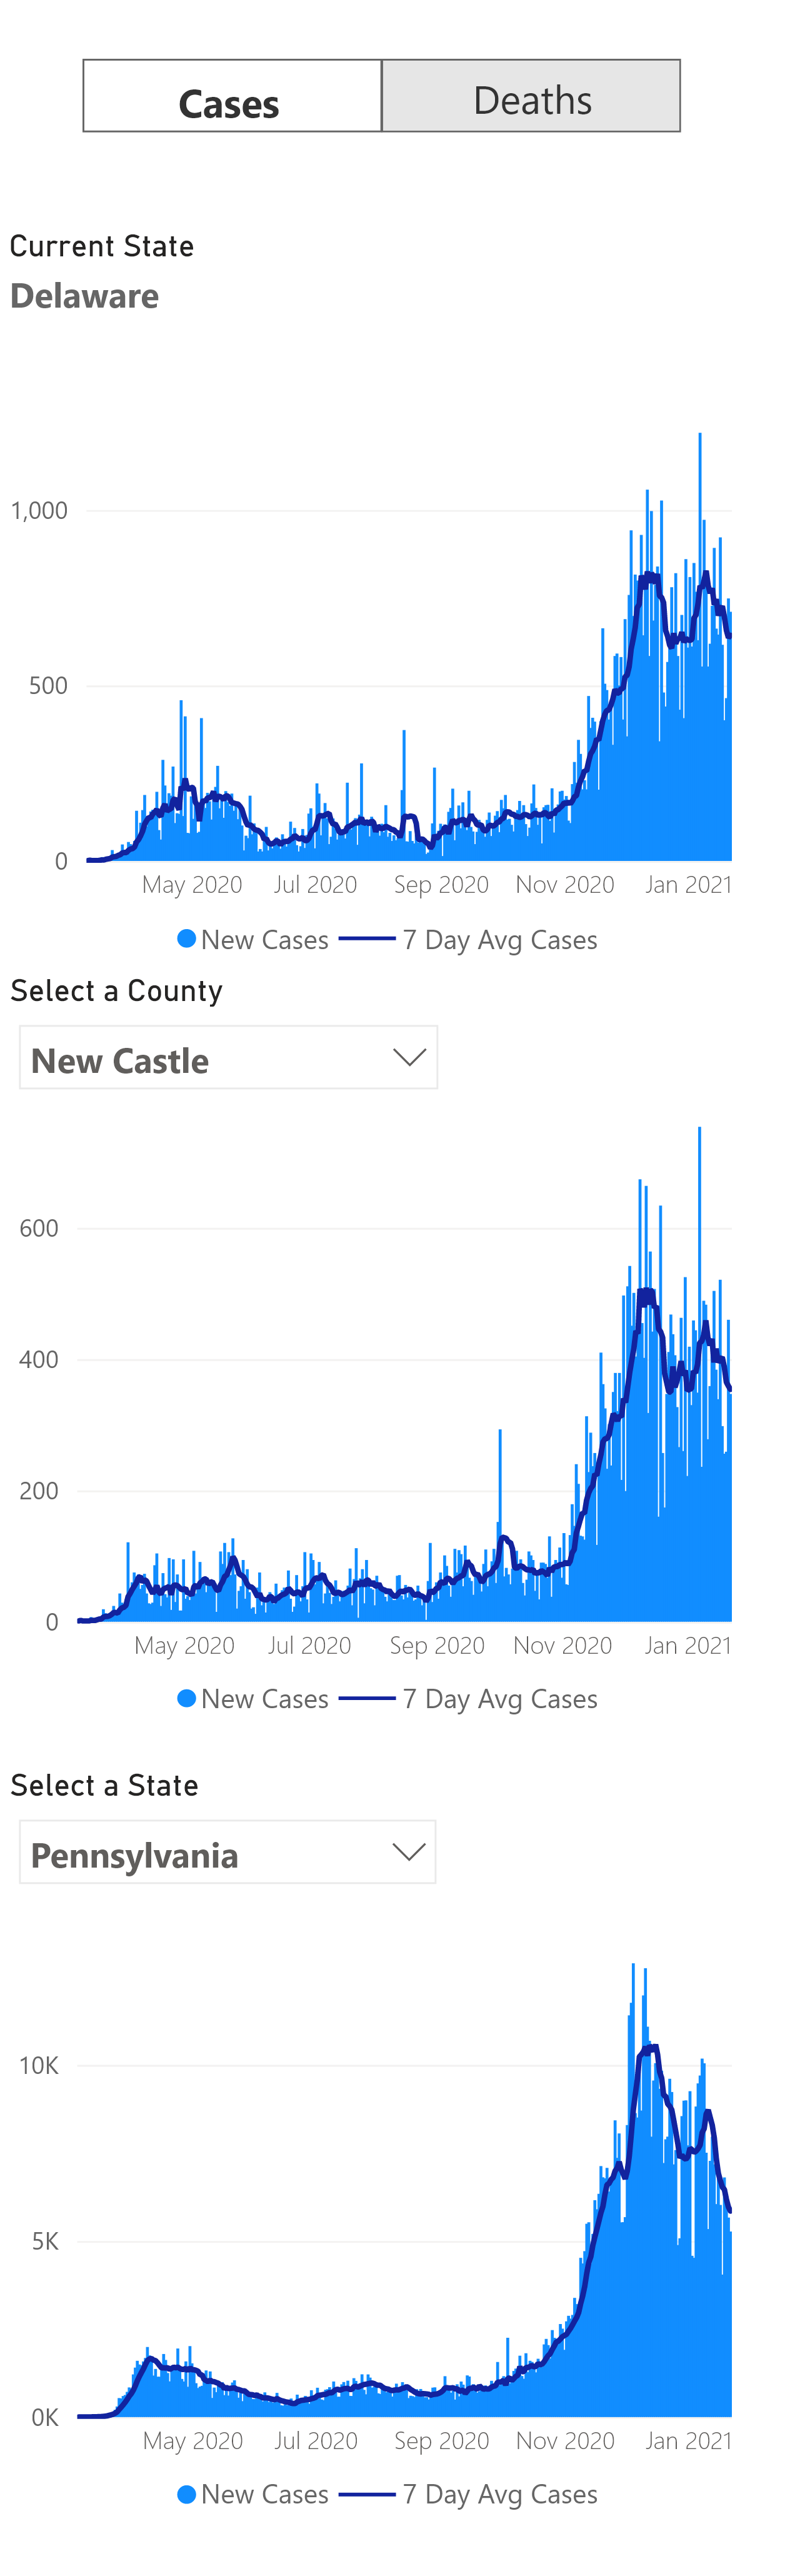 Cases Deaths
Current State
Delaware
1,000
500
0
May 2020 Jul 2020 Sep 2020 Nov 2020 Jan 2021
New Cases 7 Day Avg Cases
Select a County
New Castle
600
400
200
0
May 2020 Jul 2020 Sep 2020 Nov 2020 Jan 2021
New Cases 7 Day Avg Cases
Select a State
Pennsylvania
10K
5K
0K
May 2020 Jul 2020 Sep 2020 Nov 2020 Jan 2021
New Cases 7 Day Avg Cases